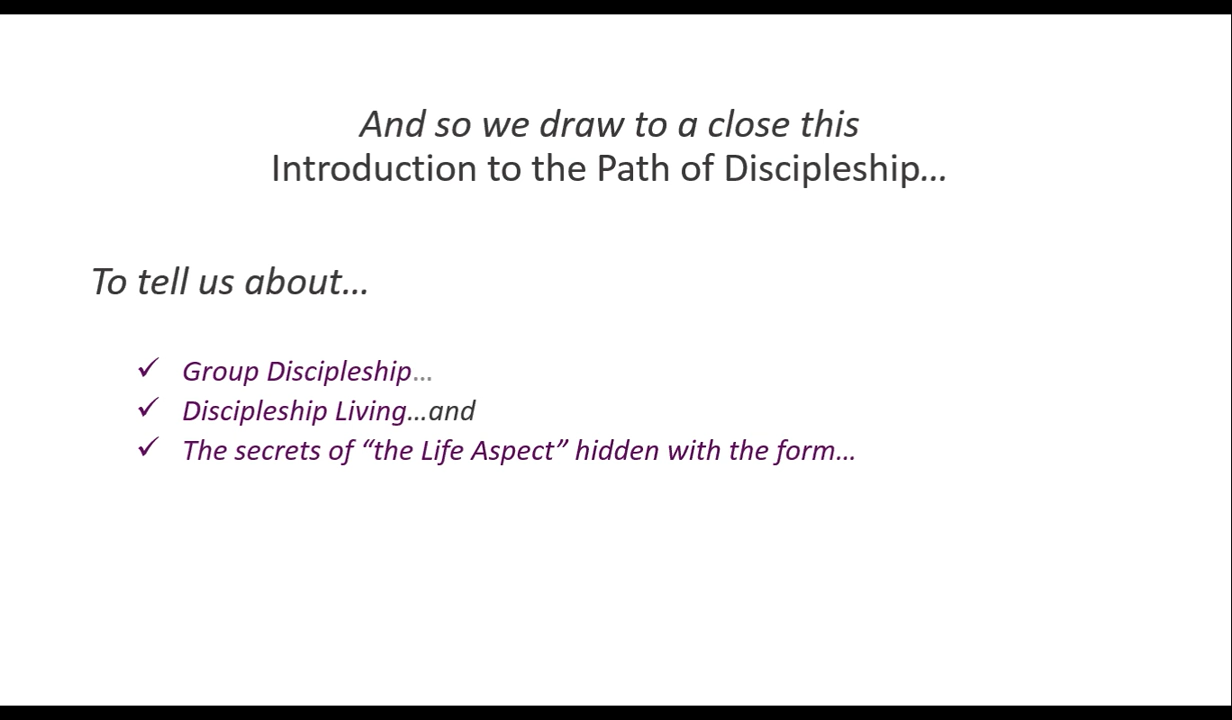 And so we draw to a close this
Introduction to the Path of Discipleship...
To tell us about...
✓ Group Discipleship...
✓ Discipleship Living...and
✓ The secrets of “the Life Aspect” hidden with the form...